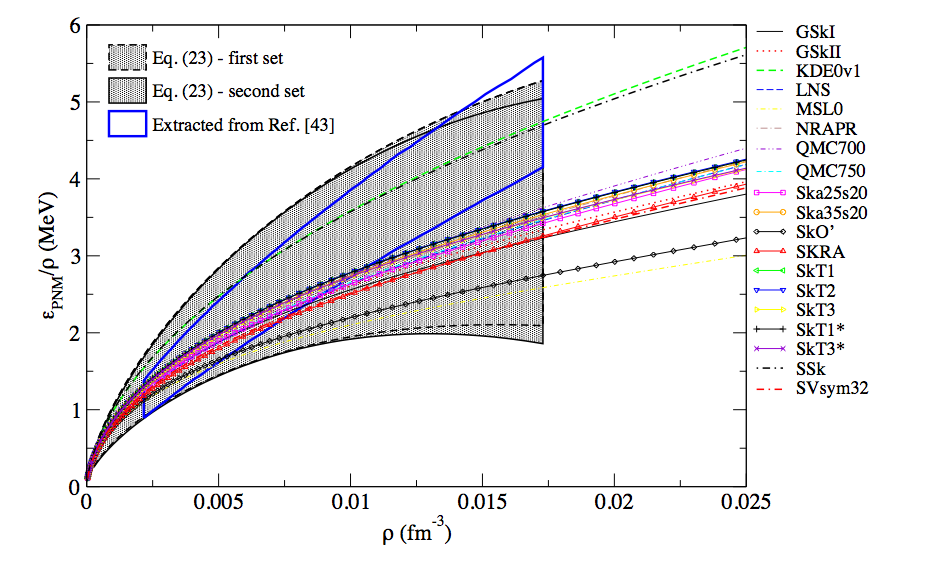 6
5
4
3
2
1
0
εPNM/ρ (MeV)
Eq. (23) - first set
Eq. (23) - second set
Extracted from Ref. [43]
0
0.005
0.01
0.015
0.02
0.025
ρ (fm-3)
GSkI
GSkII
KDE0v1
LNS
MSL0
NRAPR
QMC700
QMC750
Ska25s20
Ska35s20
SkO’
SKRA
SkT1
SkT2
SkT3
SkT1*
SkT3*
SSk
SVsym32